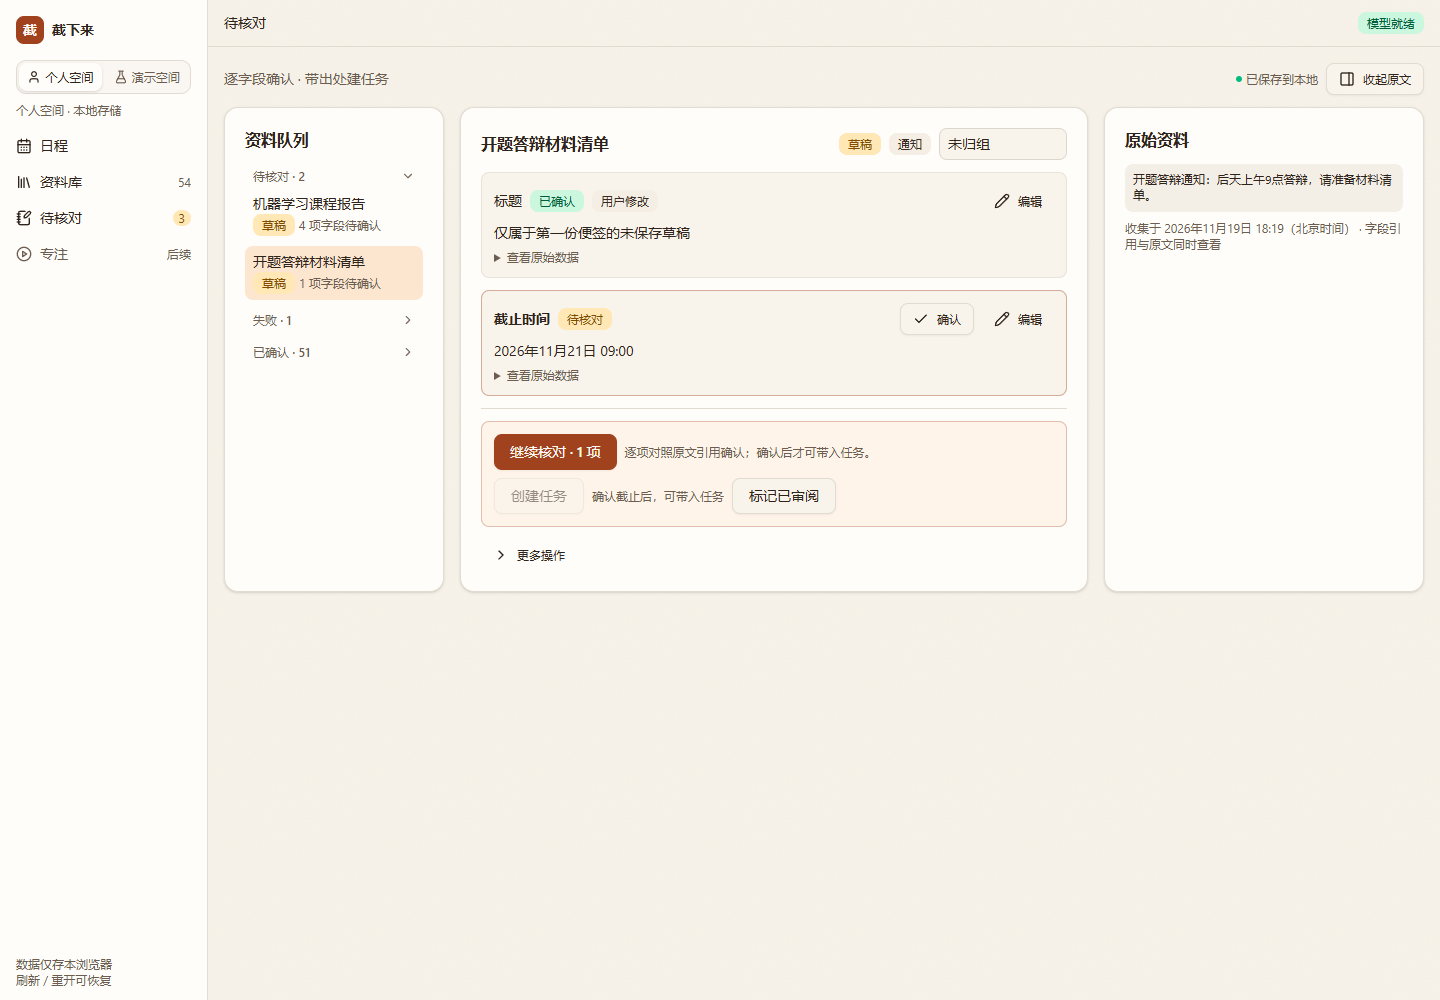 截 截下来
个人空间 演示空间
个人空间 · 本地存储
日程
资料库 54
待核对 3
专注 后续
数据仅存本浏览器
刷新 / 重开可恢复
待核对 模型就绪
逐字段确认 · 带出处建任务 已保存到本地 收起原文
资料队列
待核对 · 2
机器学习课程报告
草稿 4 项字段待确认
开题答辩材料清单
草稿 1 项字段待确认
失败 · 1
已确认 · 51
开题答辩材料清单 草稿 通知 未归组
标题 已确认 用户修改 编辑
仅属于第一份便签的未保存草稿
查看原始数据
截止时间 待核对 确认 编辑
2026年11月21日 09:00
查看原始数据
继续核对 · 1 项 逐项对照原文引用确认；确认后才可带入任务。
创建任务 确认截止后，可带入任务 标记已审阅
更多操作
原始资料
开题答辩通知：后天上午9点答辩，请准备材料清
单。
收集于 2026年11月19日 18:19（北京时间） · 字段引
用与原文同时查看